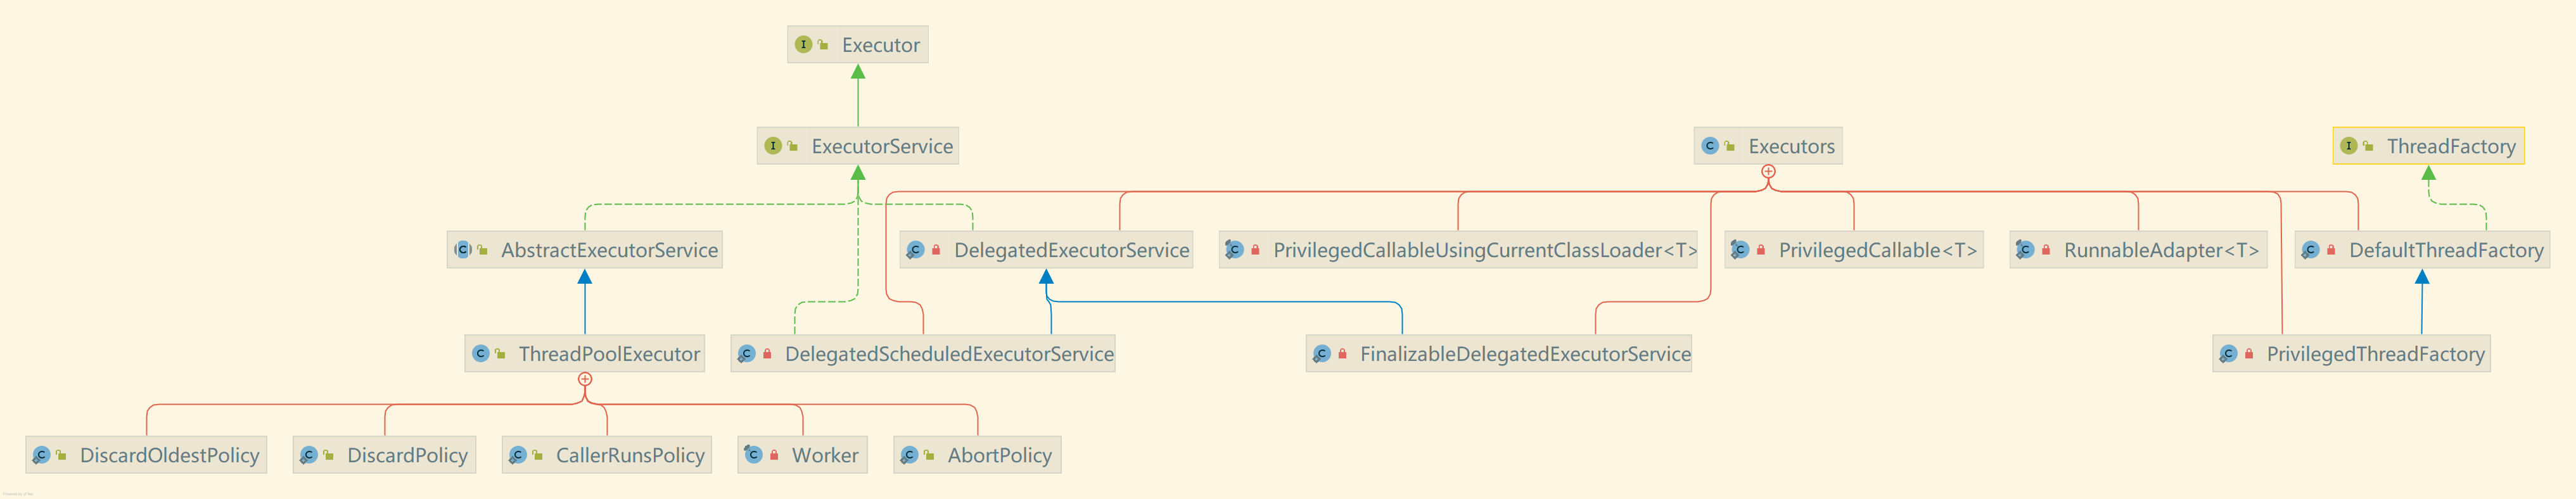 Executor
ExecutorService
Executors
ThreadFactory
AbstractExecutorService
DelegatedExecutorService
PrivilegedCallableUsingCurrentClassLoader<T>
PrivilegedCallable<T>
RunnableAdapter<T>
DefaultThreadFactory
ThreadPoolExecutor
DelegatedScheduledExecutorService
FinalizableDelegatedExecutorService
PrivilegedThreadFactory
DiscardOldestPolicy
DiscardPolicy
CallerRunsPolicy
Worker
AbortPolicy